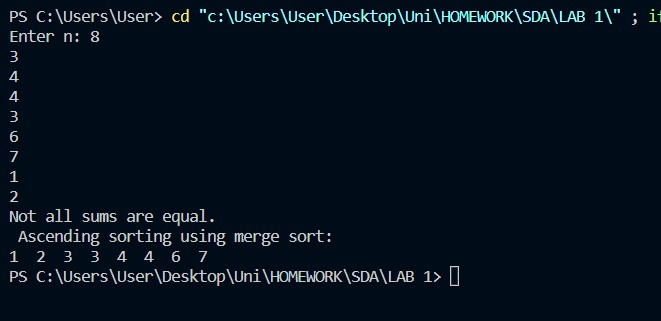 PS C:\Users\User> cd "c:\Users\User\Desktop\Uni\HOMEWORK\SDA\LAB 1\" ; if
Enter n: 8
3
4
4
3
6
7
1
2
Not all sums are equal.
 Ascending sorting using merge sort:
1  2  3  3  4  4  6  7
PS C:\Users\User\Desktop\Uni\HOMEWORK\SDA\LAB 1>